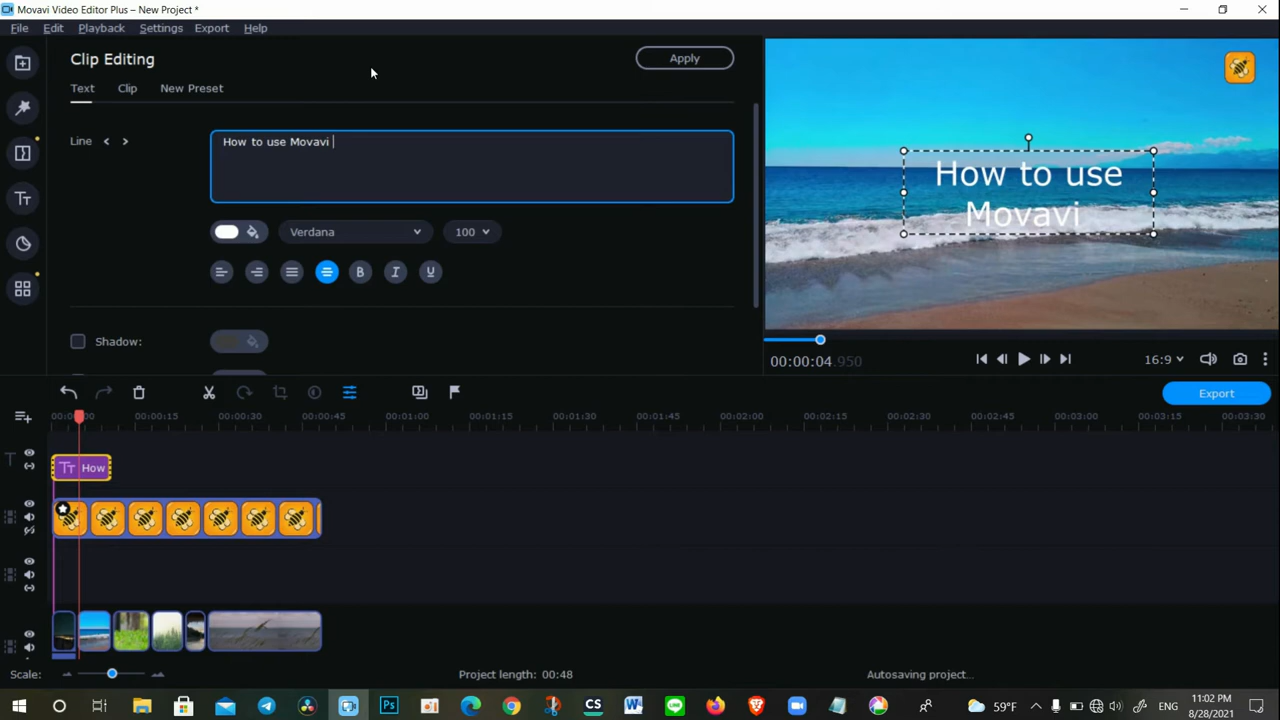 Movavi Video Editor Plus – New Project *
File Edit Playback Settings Export Help
Clip Editing
Apply
Text Clip New Preset
Line
How to use Movavi
Verdana
100
B I U
Shadow:
How to use
Movavi
00:00:04.950
16:9
Export
00:00:15 00:00:30 00:00:45 00:01:00 00:01:15 00:01:30 00:01:45 00:02:00 00:02:15 00:02:30 00:02:45 00:03:00 00:03:15 00:03:30
Tт How
Scale:
Project length: 00:48
Autosaving project...
Ps
CS
W
LINE
59°F
ENG
11:02 PM
8/28/2021